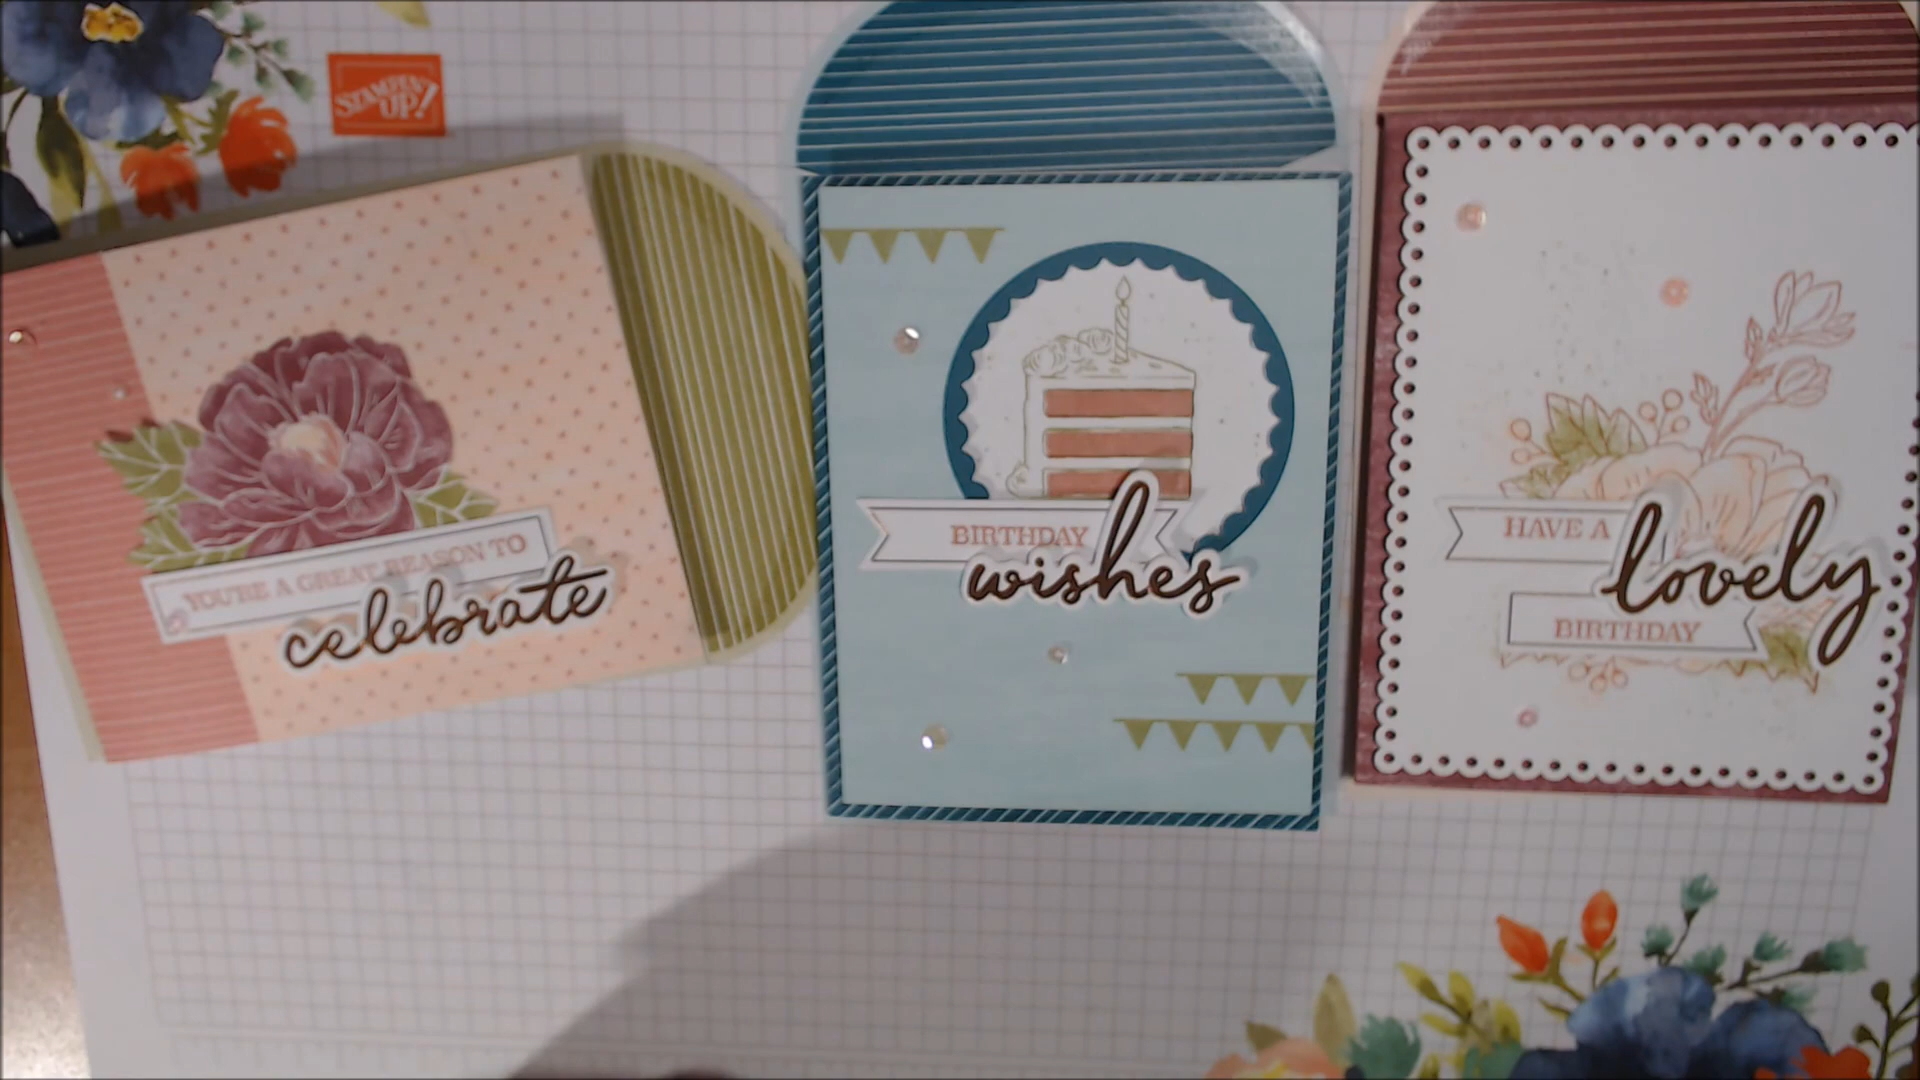 STAMPIN' UP!
YOU'RE A GREAT REASON TO
celebrate
BIRTHDAY
wishes
HAVE A
lovely
BIRTHDAY